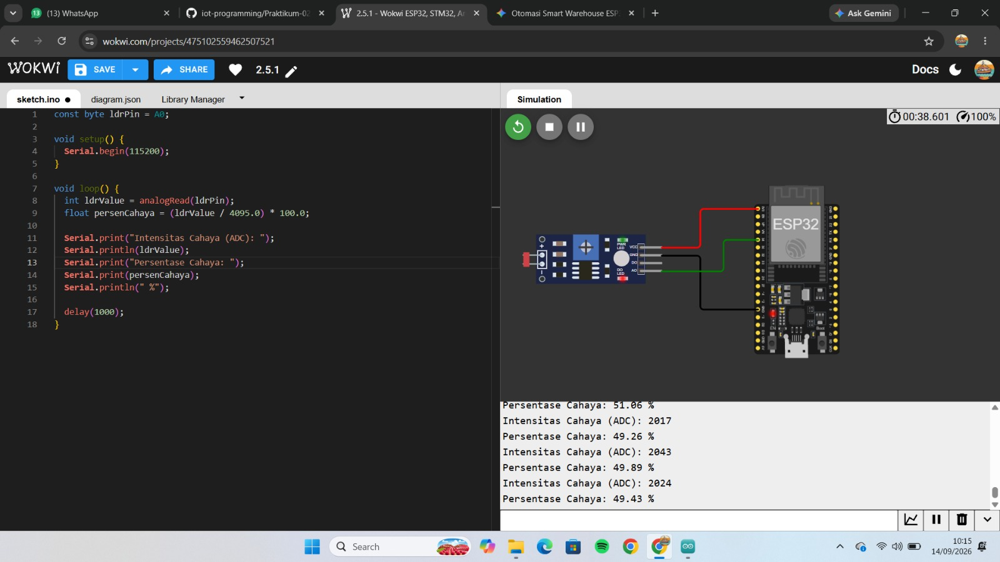 (13) WhatsApp
iot-programming/Praktikum-02
2.5.1 - Wokwi ESP32, STM32, Ar
Otomasi Smart Warehouse ESP
Ask Gemini
wokwi.com/projects/475102559462507521
WOKWi
SAVE
SHARE
2.5.1
Docs
sketch.ino
diagram.json
Library Manager
Simulation
00:38.601
100%
1 const byte ldrPin = A0;
2
3 void setup() {
4 Serial.begin(115200);
5 }
6
7 void loop() {
8 int ldrValue = analogRead(ldrPin);
9 float persenCahaya = (ldrValue / 4095.0) * 100.0;
10
11 Serial.print("Intensitas Cahaya (ADC): ");
12 Serial.println(ldrValue);
13 Serial.print("Persentase Cahaya: ");
14 Serial.print(persenCahaya);
15 Serial.println(" %");
16
17 delay(1000);
18 }
PWR
LED
DO
LED
VCC
GND
DO
AO
ESP32
EN
Boot
Persentase Cahaya: 51.06 %
Intensitas Cahaya (ADC): 2017
Persentase Cahaya: 49.26 %
Intensitas Cahaya (ADC): 2043
Persentase Cahaya: 49.89 %
Intensitas Cahaya (ADC): 2024
Persentase Cahaya: 49.43 %
Search
10:15
14/09/2026